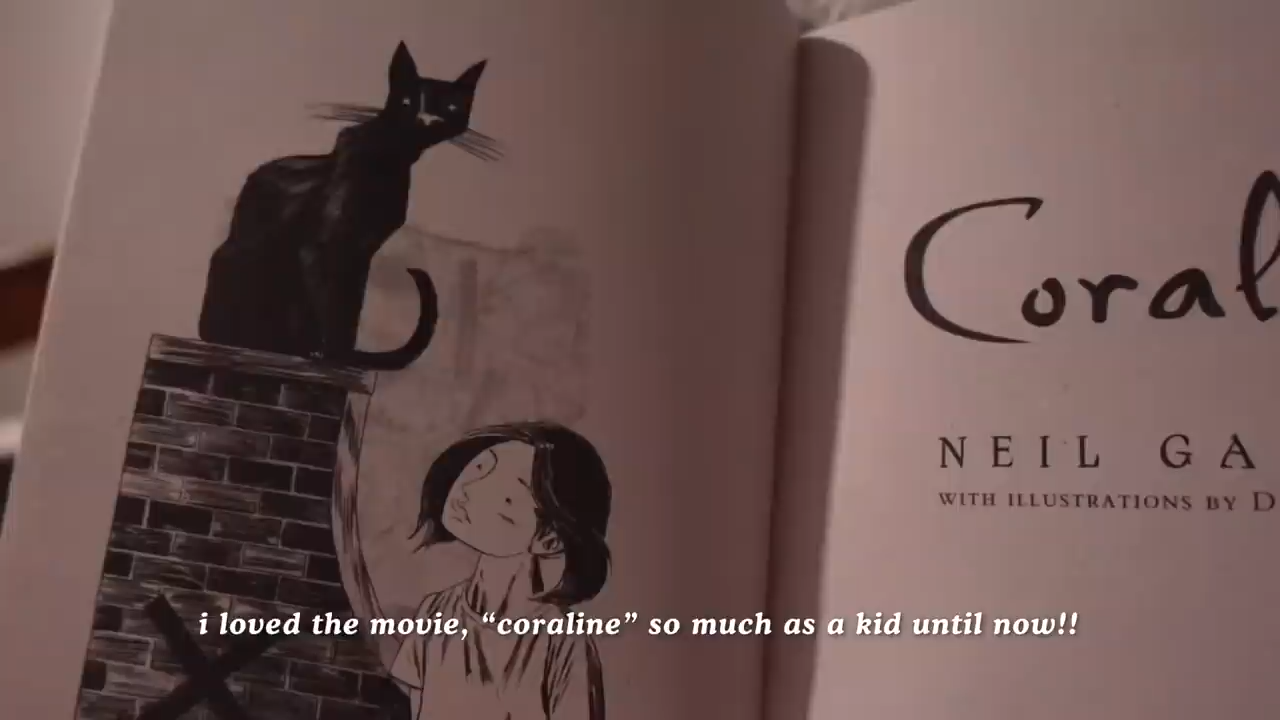 Coral
NEIL GA
WITH ILLUSTRATIONS BY D
i loved the movie, “coraline” so much as a kid until now!!